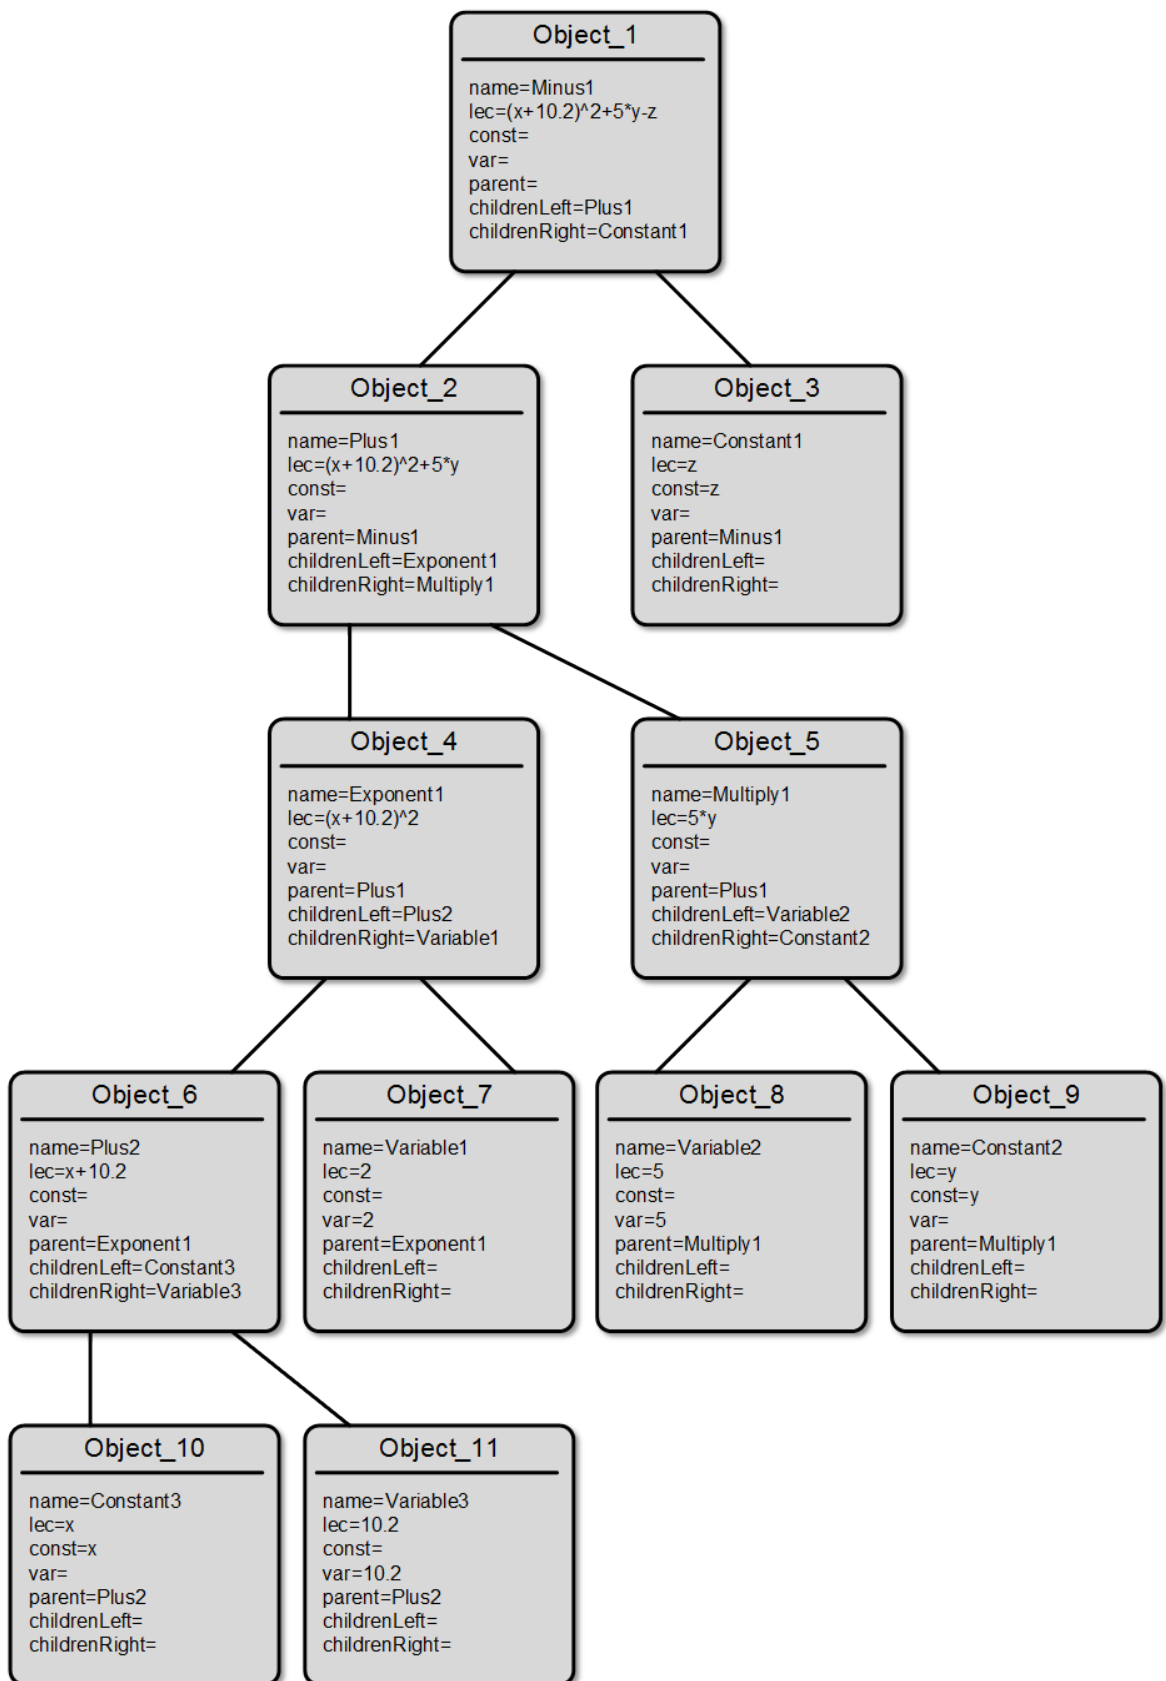 Object_1
name=Minus1
lec=(x+10.2)^2+5*y-z
const=
var=
parent=
childrenLeft=Plus1
childrenRight=Constant1
Object_2
name=Plus1
lec=(x+10.2)^2+5*y
const=
var=
parent=Minus1
childrenLeft=Exponent1
childrenRight=Multiply1
Object_3
name=Constant1
lec=z
const=z
var=
parent=Minus1
childrenLeft=
childrenRight=
Object_4
name=Exponent1
lec=(x+10.2)^2
const=
var=
parent=Plus1
childrenLeft=Plus2
childrenRight=Variable1
Object_5
name=Multiply1
lec=5*y
const=
var=
parent=Plus1
childrenLeft=Variable2
childrenRight=Constant2
Object_6
name=Plus2
lec=x+10.2
const=
var=
parent=Exponent1
childrenLeft=Constant3
childrenRight=Variable3
Object_7
name=Variable1
lec=2
const=
var=2
parent=Exponent1
childrenLeft=
childrenRight=
Object_8
name=Variable2
lec=5
const=
var=5
parent=Multiply1
childrenLeft=
childrenRight=
Object_9
name=Constant2
lec=y
const=y
var=
parent=Multiply1
childrenLeft=
childrenRight=
Object_10
name=Constant3
lec=x
const=x
var=
parent=Plus2
childrenLeft=
childrenRight=
Object_11
name=Variable3
lec=10.2
const=
var=10.2
parent=Plus2
childrenLeft=
childrenRight=